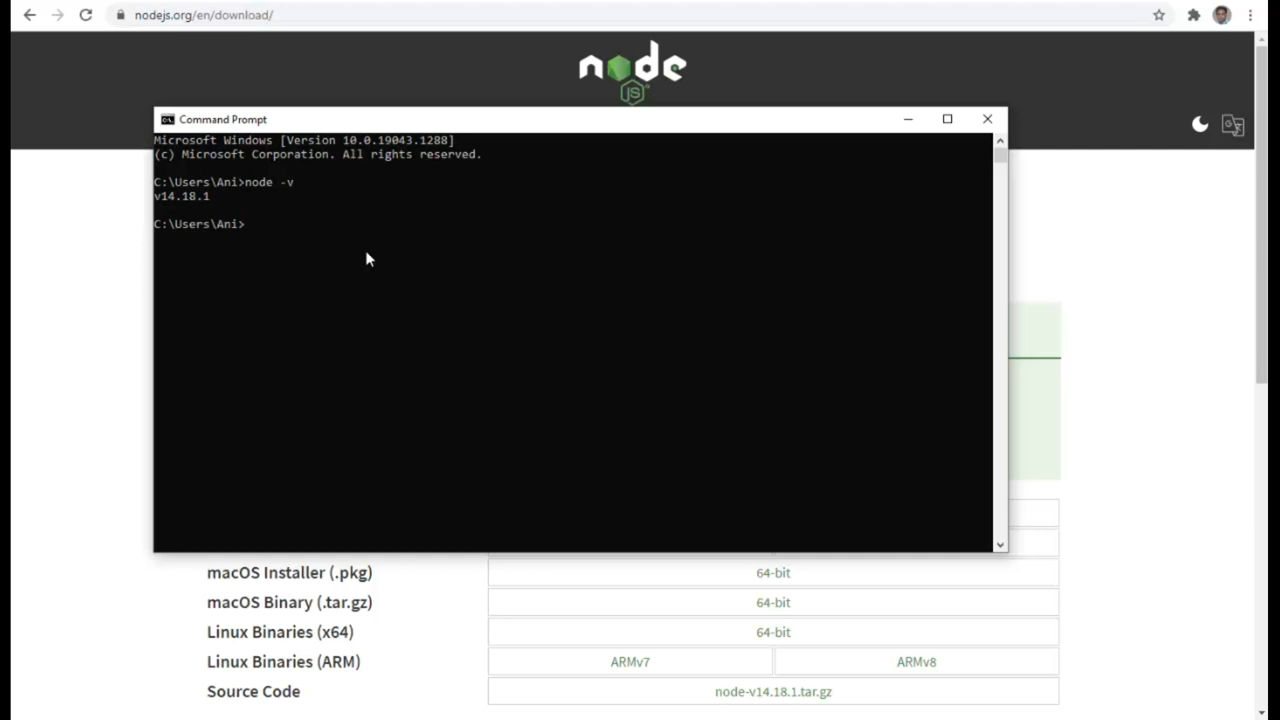 nodejs.org/en/download/
node
JS
Command Prompt
Microsoft Windows [Version 10.0.19043.1288]
(c) Microsoft Corporation. All rights reserved.
C:\Users\Ani>node -v
v14.18.1
C:\Users\Ani>
macOS Installer (.pkg) 64-bit
macOS Binary (.tar.gz) 64-bit
Linux Binaries (x64) 64-bit
Linux Binaries (ARM) ARMv7 ARMv8
Source Code node-v14.18.1.tar.gz